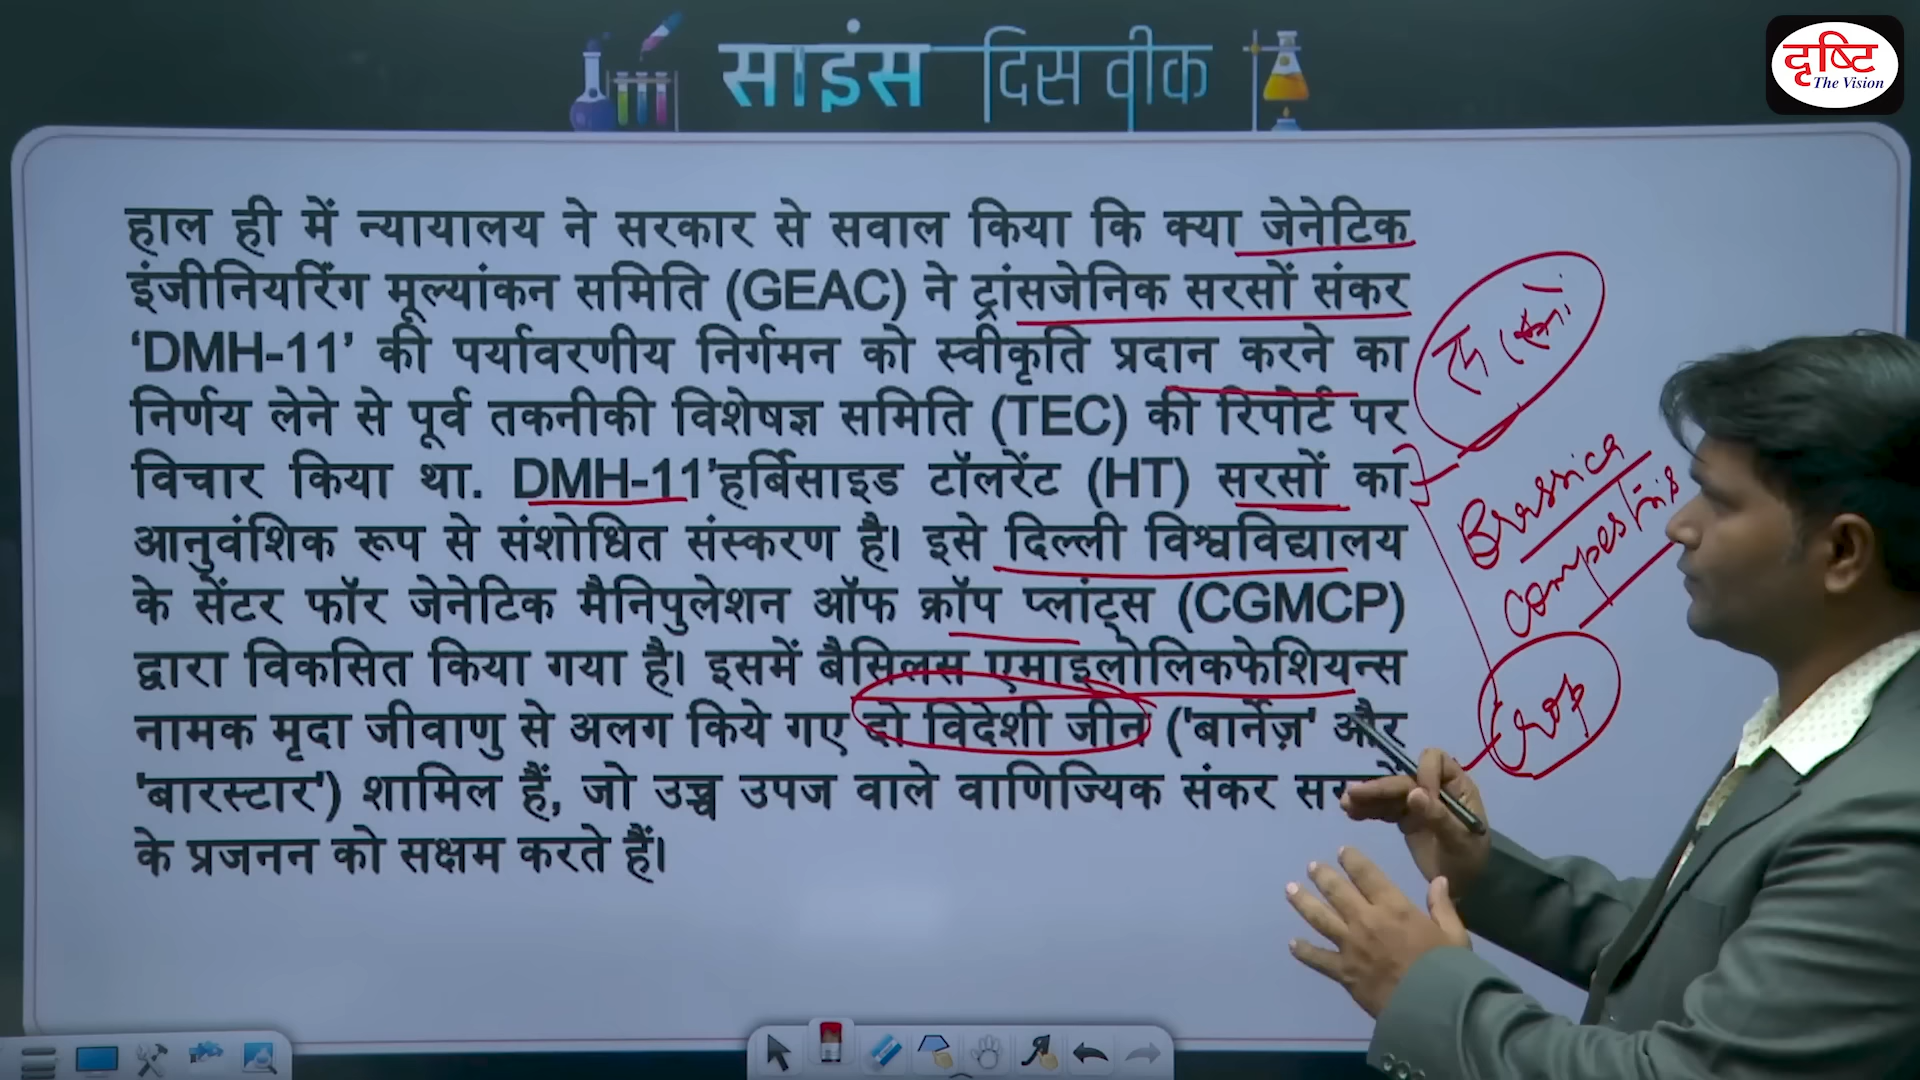 साइंस दिस वीक
दृष्टि
The Vision
हाल ही में न्यायालय ने सरकार से सवाल किया कि क्या जेनेटिक
इंजीनियरिंग मूल्यांकन समिति (GEAC) ने ट्रांसजेनिक सरसों संकर
‘DMH-11’ की पर्यावरणीय निर्गमन को स्वीकृति प्रदान करने का
निर्णय लेने से पूर्व तकनीकी विशेषज्ञ समिति (TEC) की रिपोर्ट पर
विचार किया था. DMH-11’हर्बिसाइड टॉलरेंट (HT) सरसों का
आनुवंशिक रूप से संशोधित संस्करण है। इसे दिल्ली विश्वविद्यालय
के सेंटर फॉर जेनेटिक मैनिपुलेशन ऑफ क्रॉप प्लांट्स (CGMCP)
द्वारा विकसित किया गया है। इसमें बैसिलस एमाइलोलिकफेशियन्स
नामक मृदा जीवाणु से अलग किये गए दो विदेशी जीन ('बार्नेज़' और
'बारस्टार') शामिल हैं, जो उच्च उपज वाले वाणिज्यिक संकर
के प्रजनन को सक्षम करते हैं।
सरसों
Brassica
Campestris
Crop